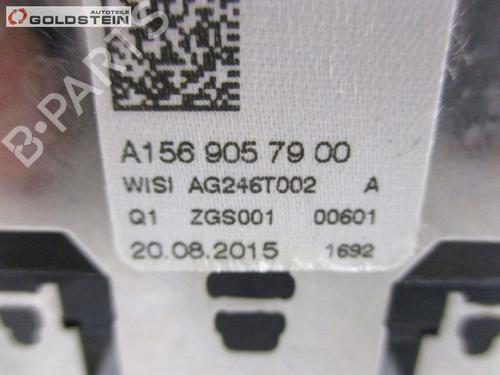 AUTOTEILE
GOLDSTEIN
B-PARTS
A156 905 79 00
WISI AG246T002 A
Q1 ZGS001 00601
20.08.2015 1692